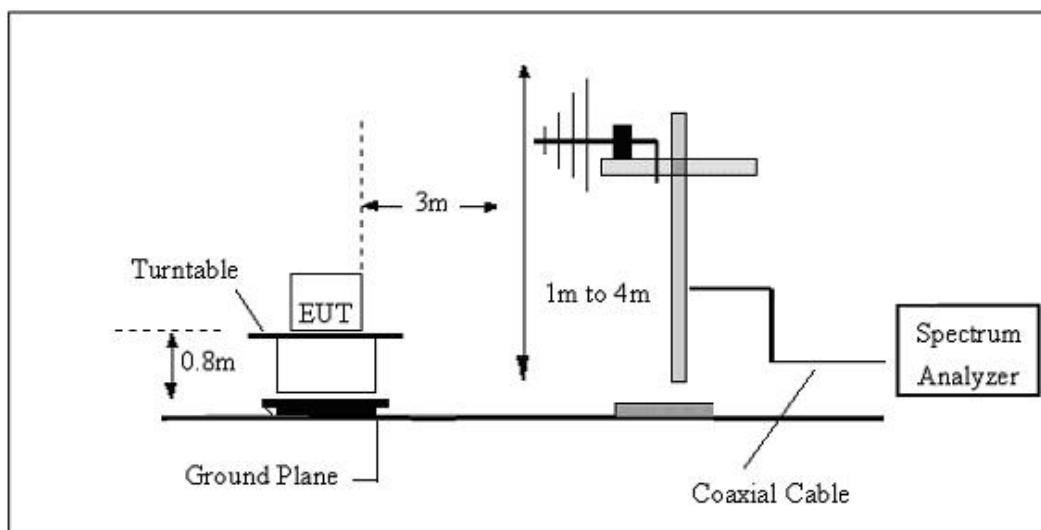 3m
Turntable
EUT
1m to 4m
0.8m
Spectrum
Analyzer
Ground Plane
Coaxial Cable